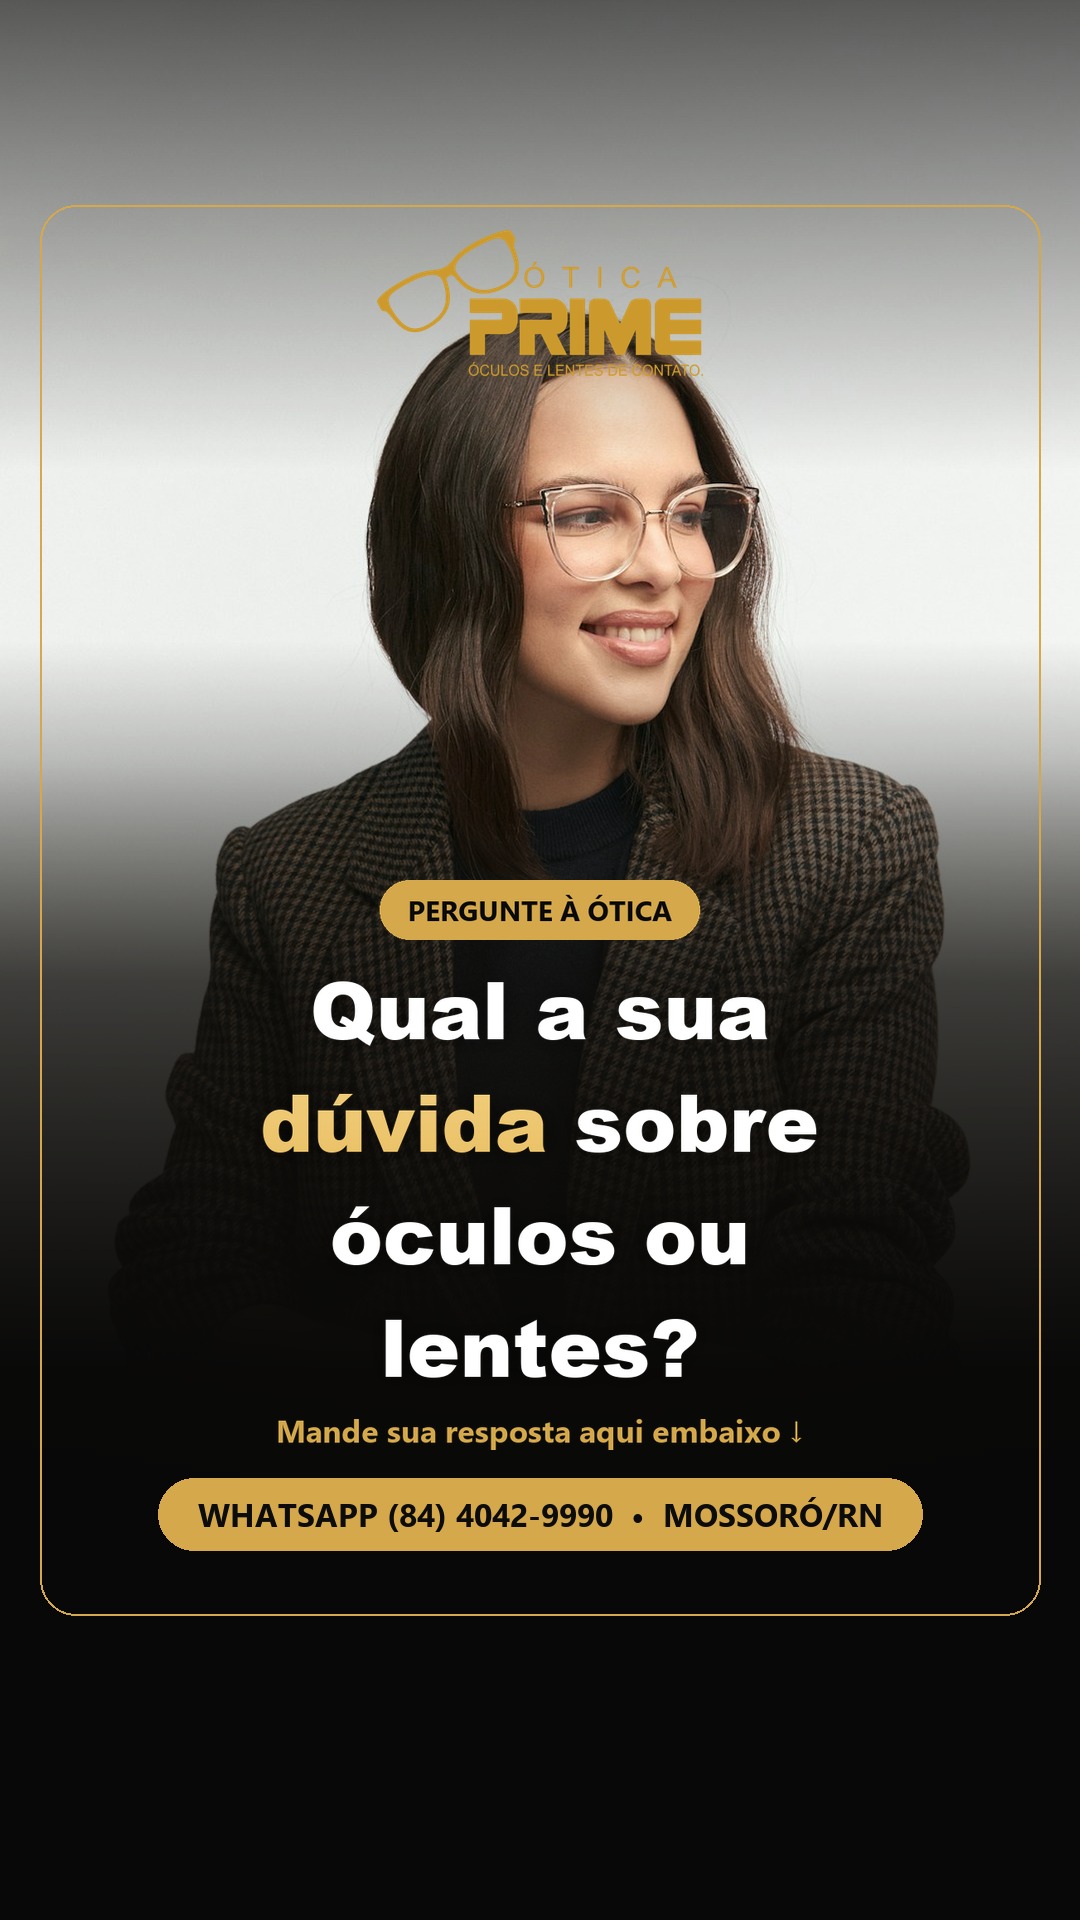 ÓTICA
PRIME
ÓCULOS E LENTES DE CONTATO.
PERGUNTE À ÓTICA
Qual a sua
dúvida sobre
óculos ou
lentes?
Mande sua resposta aqui embaixo ↓
WHATSAPP (84) 4042-9990 • MOSSORÓ/RN